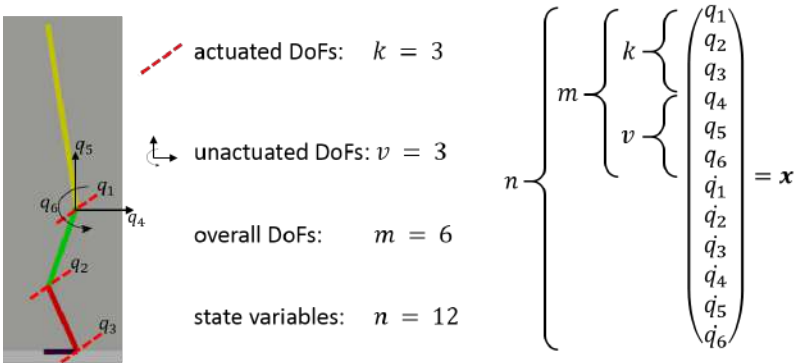 q₅
q₁
q₆
q₄
q₂
q₃
actuated DoFs: k = 3
unactuated DoFs: v = 3
overall DoFs: m = 6
state variables: n = 12
n
m
k
v
q₁
q₂
q₃
q₄
q₅
q₆
q̇₁
q̇₂
q̇₃
q̇₄
q̇₅
q̇₆
= x